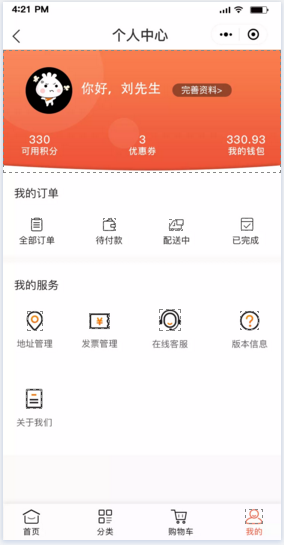 4:21 PM
个人中心
你好，刘先生
完善资料>
330
3
330.93
可用积分
优惠券
我的钱包
我的订单
全部订单
待付款
配送中
已完成
我的服务
地址管理
发票管理
在线客服
版本信息
关于我们
首页
分类
购物车
我的